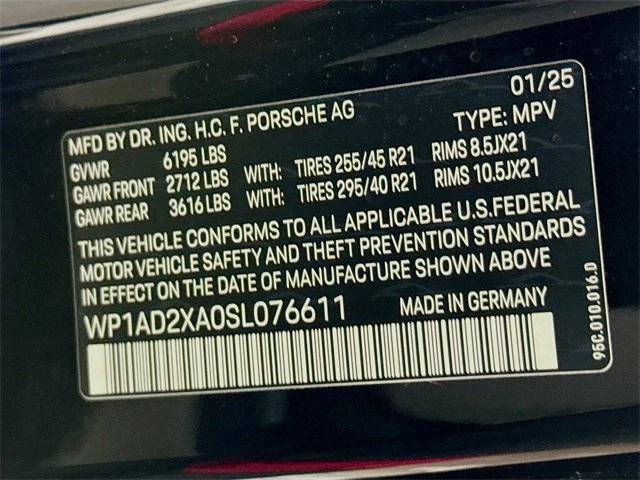 01/25
MFD BY DR. ING. H.C. F. PORSCHE AG TYPE: MPV
GVWR 6195 LBS
GAWR FRONT 2712 LBS WITH: TIRES 255/45 R21 RIMS 8.5JX21
GAWR REAR 3616 LBS WITH: TIRES 295/40 R21 RIMS 10.5JX21
THIS VEHICLE CONFORMS TO ALL APPLICABLE U.S.FEDERAL
MOTOR VEHICLE SAFETY AND THEFT PREVENTION STANDARDS
IN EFFECT ON THE DATE OF MANUFACTURE SHOWN ABOVE
WP1AD2XA0SL076611 MADE IN GERMANY
95C.010.016.D